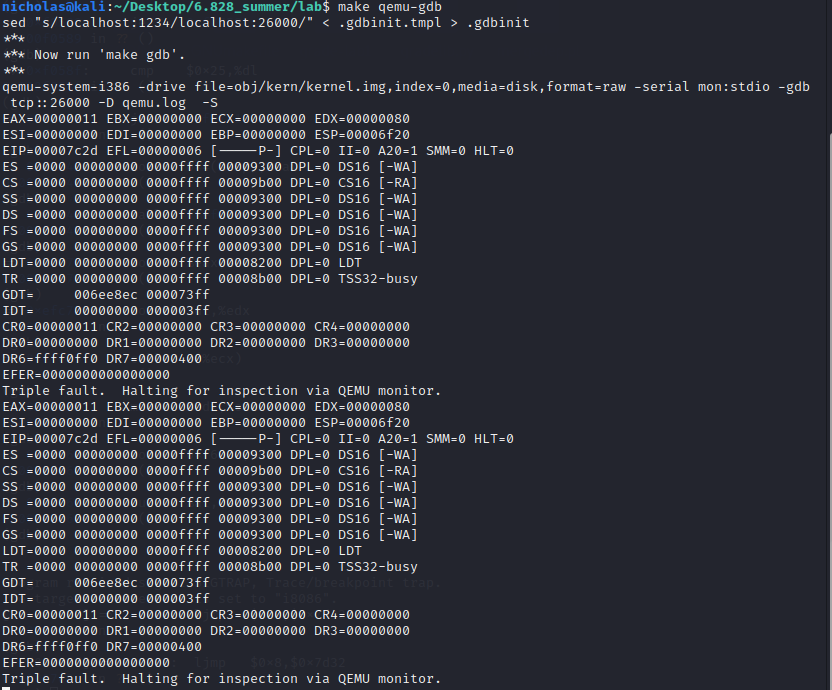 nicholas@kali:~/Desktop/6.828_summer/lab$ make qemu-gdb
sed "s/localhost:1234/localhost:26000/" < .gdbinit.tmpl > .gdbinit
***
*** Now run 'make gdb'.
***
qemu-system-i386 -drive file=obj/kern/kernel.img,index=0,media=disk,format=raw -serial mon:stdio -gdb
tcp::26000 -D qemu.log  -S
EAX=00000011 EBX=00000000 ECX=00000000 EDX=00000080
ESI=00000000 EDI=00000000 EBP=00000000 ESP=00006f20
EIP=00007c2d EFL=00000006 [-----P-] CPL=0 II=0 A20=1 SMM=0 HLT=0
ES =0000 00000000 0000ffff 00009300 DPL=0 DS16 [-WA]
CS =0000 00000000 0000ffff 00009b00 DPL=0 CS16 [-RA]
SS =0000 00000000 0000ffff 00009300 DPL=0 DS16 [-WA]
DS =0000 00000000 0000ffff 00009300 DPL=0 DS16 [-WA]
FS =0000 00000000 0000ffff 00009300 DPL=0 DS16 [-WA]
GS =0000 00000000 0000ffff 00009300 DPL=0 DS16 [-WA]
LDT=0000 00000000 0000ffff 00008200 DPL=0 LDT
TR =0000 00000000 0000ffff 00008b00 DPL=0 TSS32-busy
GDT=     006ee8ec 000073ff
IDT=     00000000 000003ff
CR0=00000011 CR2=00000000 CR3=00000000 CR4=00000000
DR0=00000000 DR1=00000000 DR2=00000000 DR3=00000000
DR6=ffff0ff0 DR7=00000400
EFER=0000000000000000
Triple fault.  Halting for inspection via QEMU monitor.
EAX=00000011 EBX=00000000 ECX=00000000 EDX=00000080
ESI=00000000 EDI=00000000 EBP=00000000 ESP=00006f20
EIP=00007c2d EFL=00000006 [-----P-] CPL=0 II=0 A20=1 SMM=0 HLT=0
ES =0000 00000000 0000ffff 00009300 DPL=0 DS16 [-WA]
CS =0000 00000000 0000ffff 00009b00 DPL=0 CS16 [-RA]
SS =0000 00000000 0000ffff 00009300 DPL=0 DS16 [-WA]
DS =0000 00000000 0000ffff 00009300 DPL=0 DS16 [-WA]
FS =0000 00000000 0000ffff 00009300 DPL=0 DS16 [-WA]
GS =0000 00000000 0000ffff 00009300 DPL=0 DS16 [-WA]
LDT=0000 00000000 0000ffff 00008200 DPL=0 LDT
TR =0000 00000000 0000ffff 00008b00 DPL=0 TSS32-busy
GDT=     006ee8ec 000073ff
IDT=     00000000 000003ff
CR0=00000011 CR2=00000000 CR3=00000000 CR4=00000000
DR0=00000000 DR1=00000000 DR2=00000000 DR3=00000000
DR6=ffff0ff0 DR7=00000400
EFER=0000000000000000
Triple fault.  Halting for inspection via QEMU monitor.